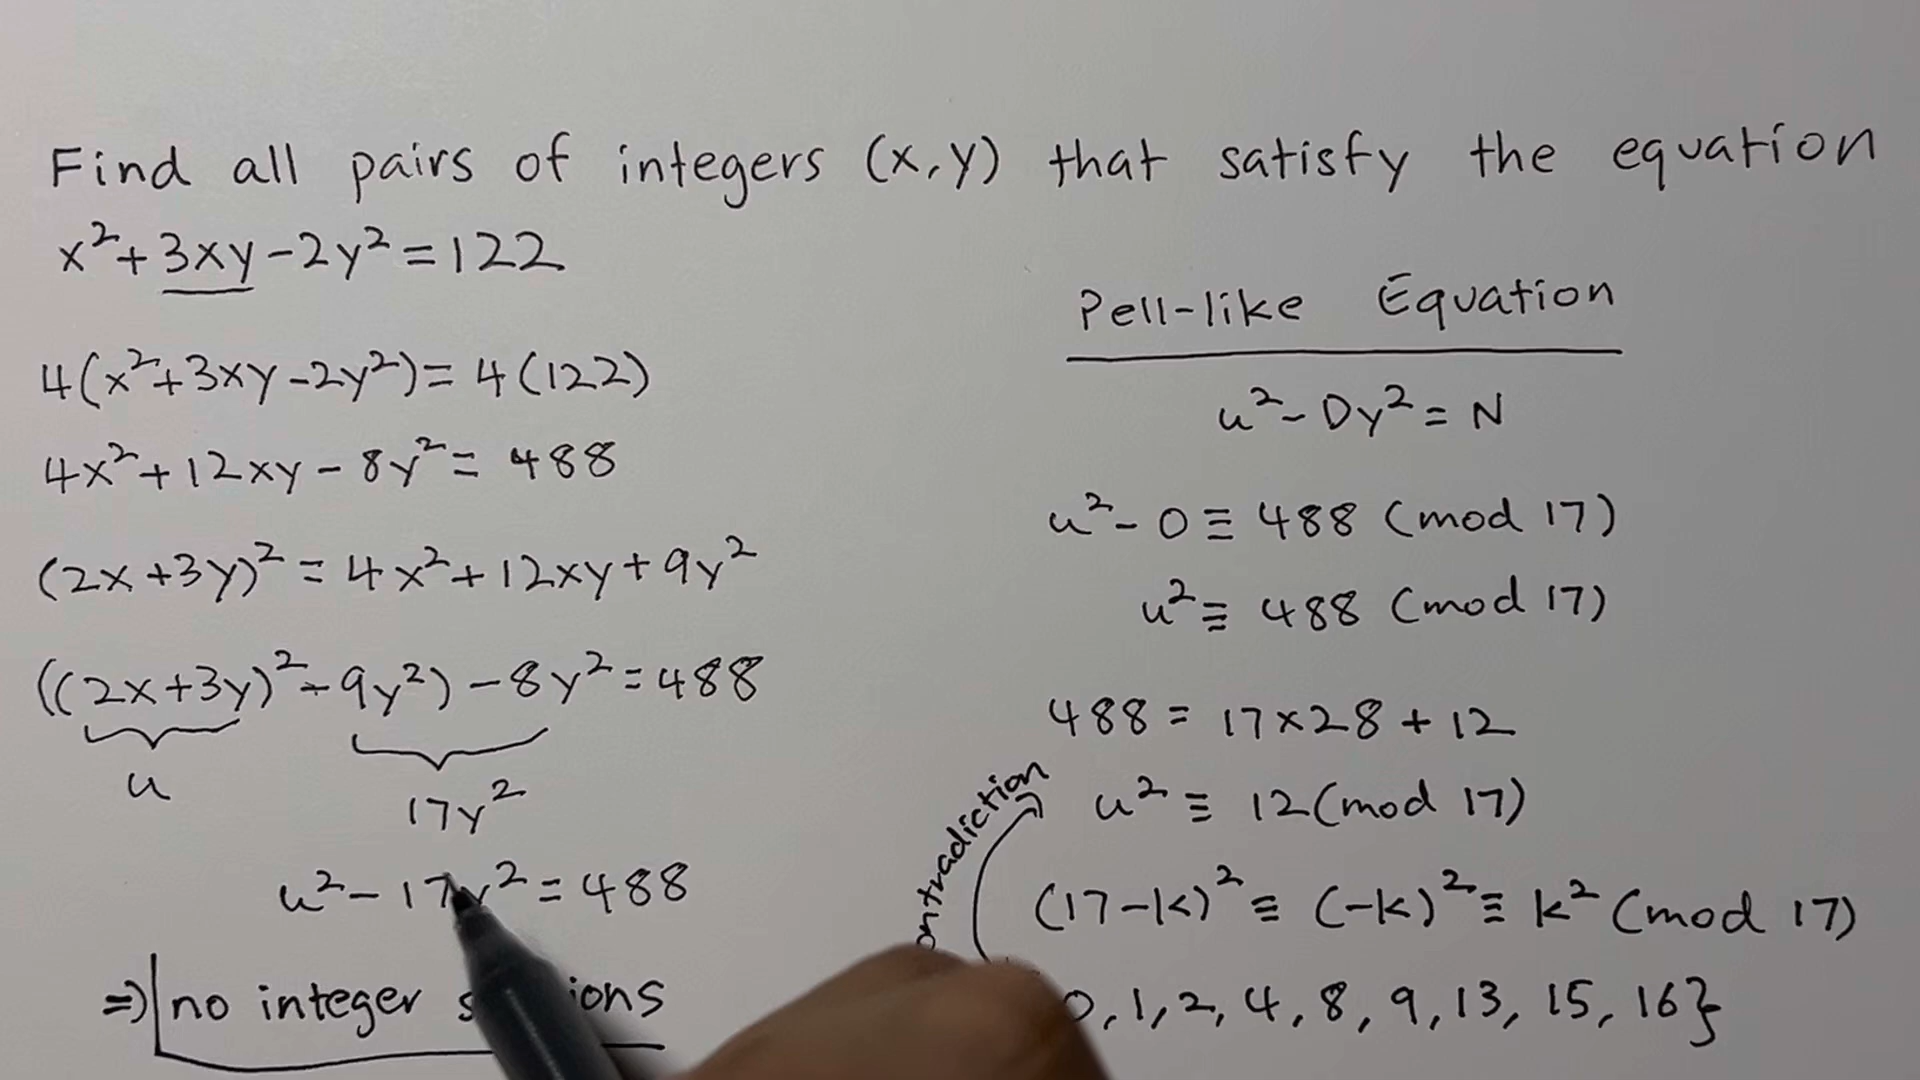 Find all pairs of integers (x,y) that satisfy the equation
x²+3xy-2y²=122
4(x²+3xy-2y²)=4(122)
4x²+12xy-8y²=488
(2x+3y)²=4x²+12xy+9y²
((2x+3y)²-9y²)-8y²=488
u
17y²
u²-17y²=488
⇒ no integer
Pell-like Equation
u²-Dy²=N
u²-0≡488 (mod 17)
u²≡488 (mod 17)
488=17×28+12
u²≡12(mod 17)
(17-k)²≡(-k)²≡k² (mod 17)
0,1,2,4,8,9,13,15,16}